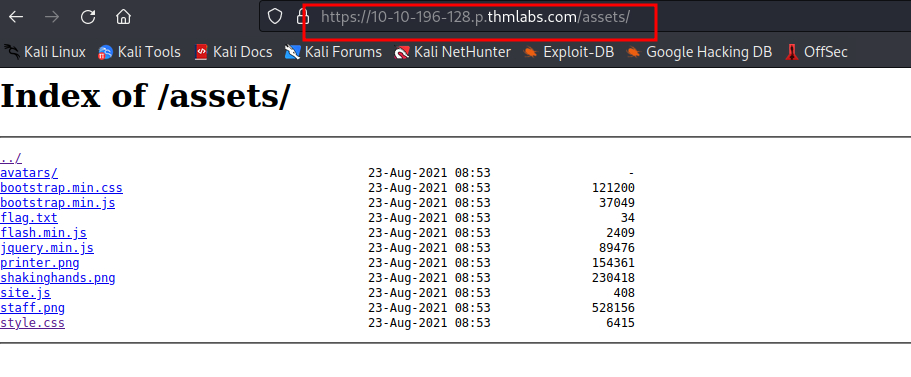 https://10-10-196-128.p.thmlabs.com/assets/
Kali Linux Kali Tools Kali Docs Kali Forums Kali NetHunter Exploit-DB Google Hacking DB OffSec
Index of /assets/
../
avatars/ 23-Aug-2021 08:53 -
bootstrap.min.css 23-Aug-2021 08:53 121200
bootstrap.min.js 23-Aug-2021 08:53 37049
flag.txt 23-Aug-2021 08:53 34
flash.min.js 23-Aug-2021 08:53 2409
jquery.min.js 23-Aug-2021 08:53 89476
printer.png 23-Aug-2021 08:53 154361
shakinghands.png 23-Aug-2021 08:53 230418
site.js 23-Aug-2021 08:53 408
staff.png 23-Aug-2021 08:53 528156
style.css 23-Aug-2021 08:53 6415